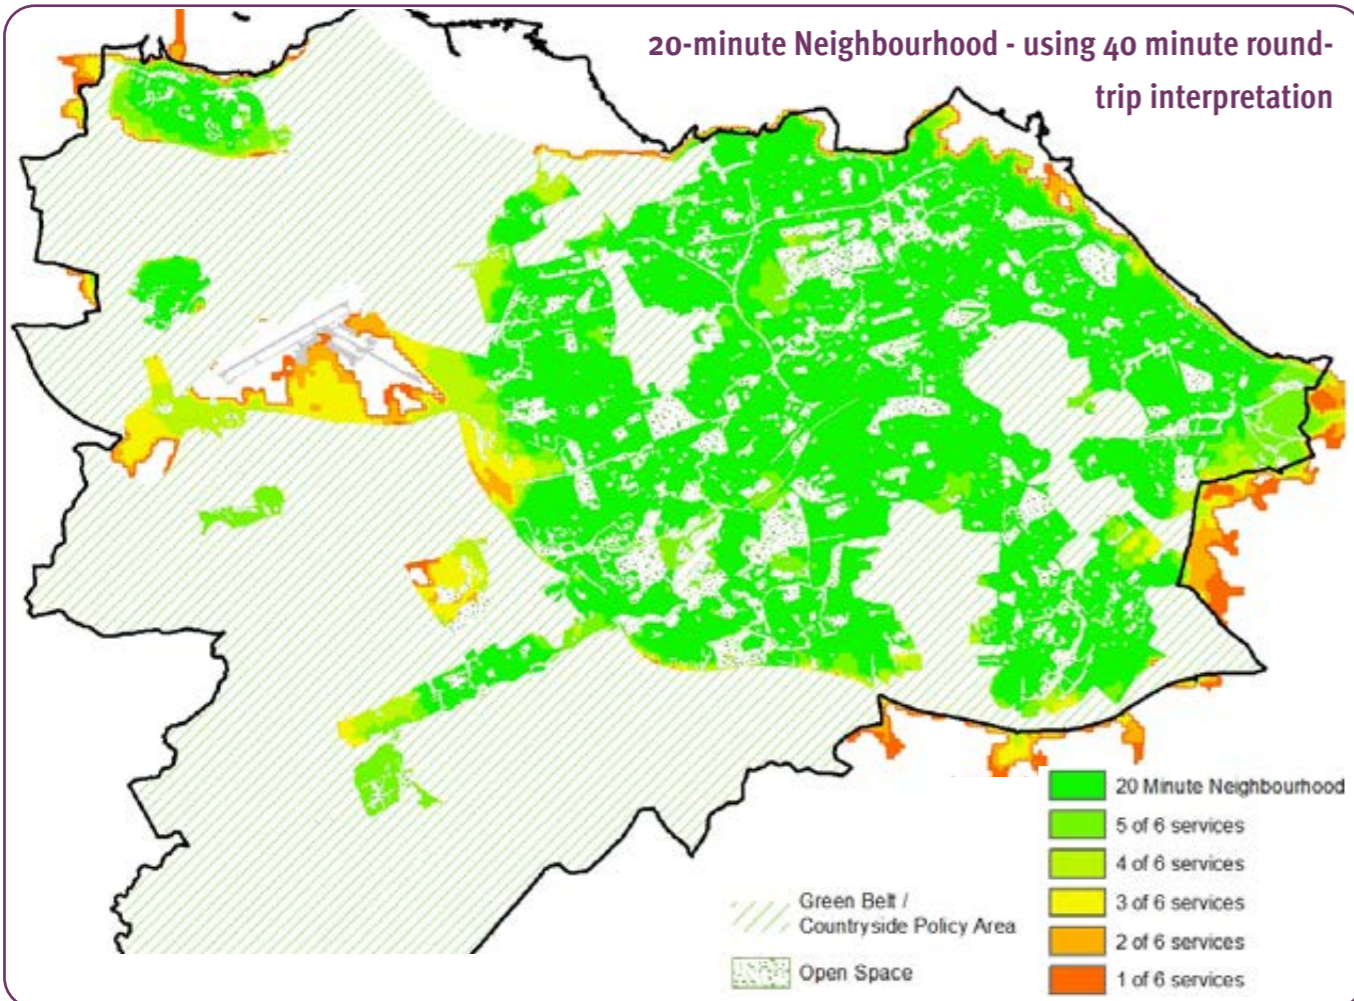 20-minute Neighbourhood - using 40 minute round-
trip interpretation
20 Minute Neighbourhood
5 of 6 services
4 of 6 services
3 of 6 services
2 of 6 services
1 of 6 services
Green Belt /
Countryside Policy Area
Open Space